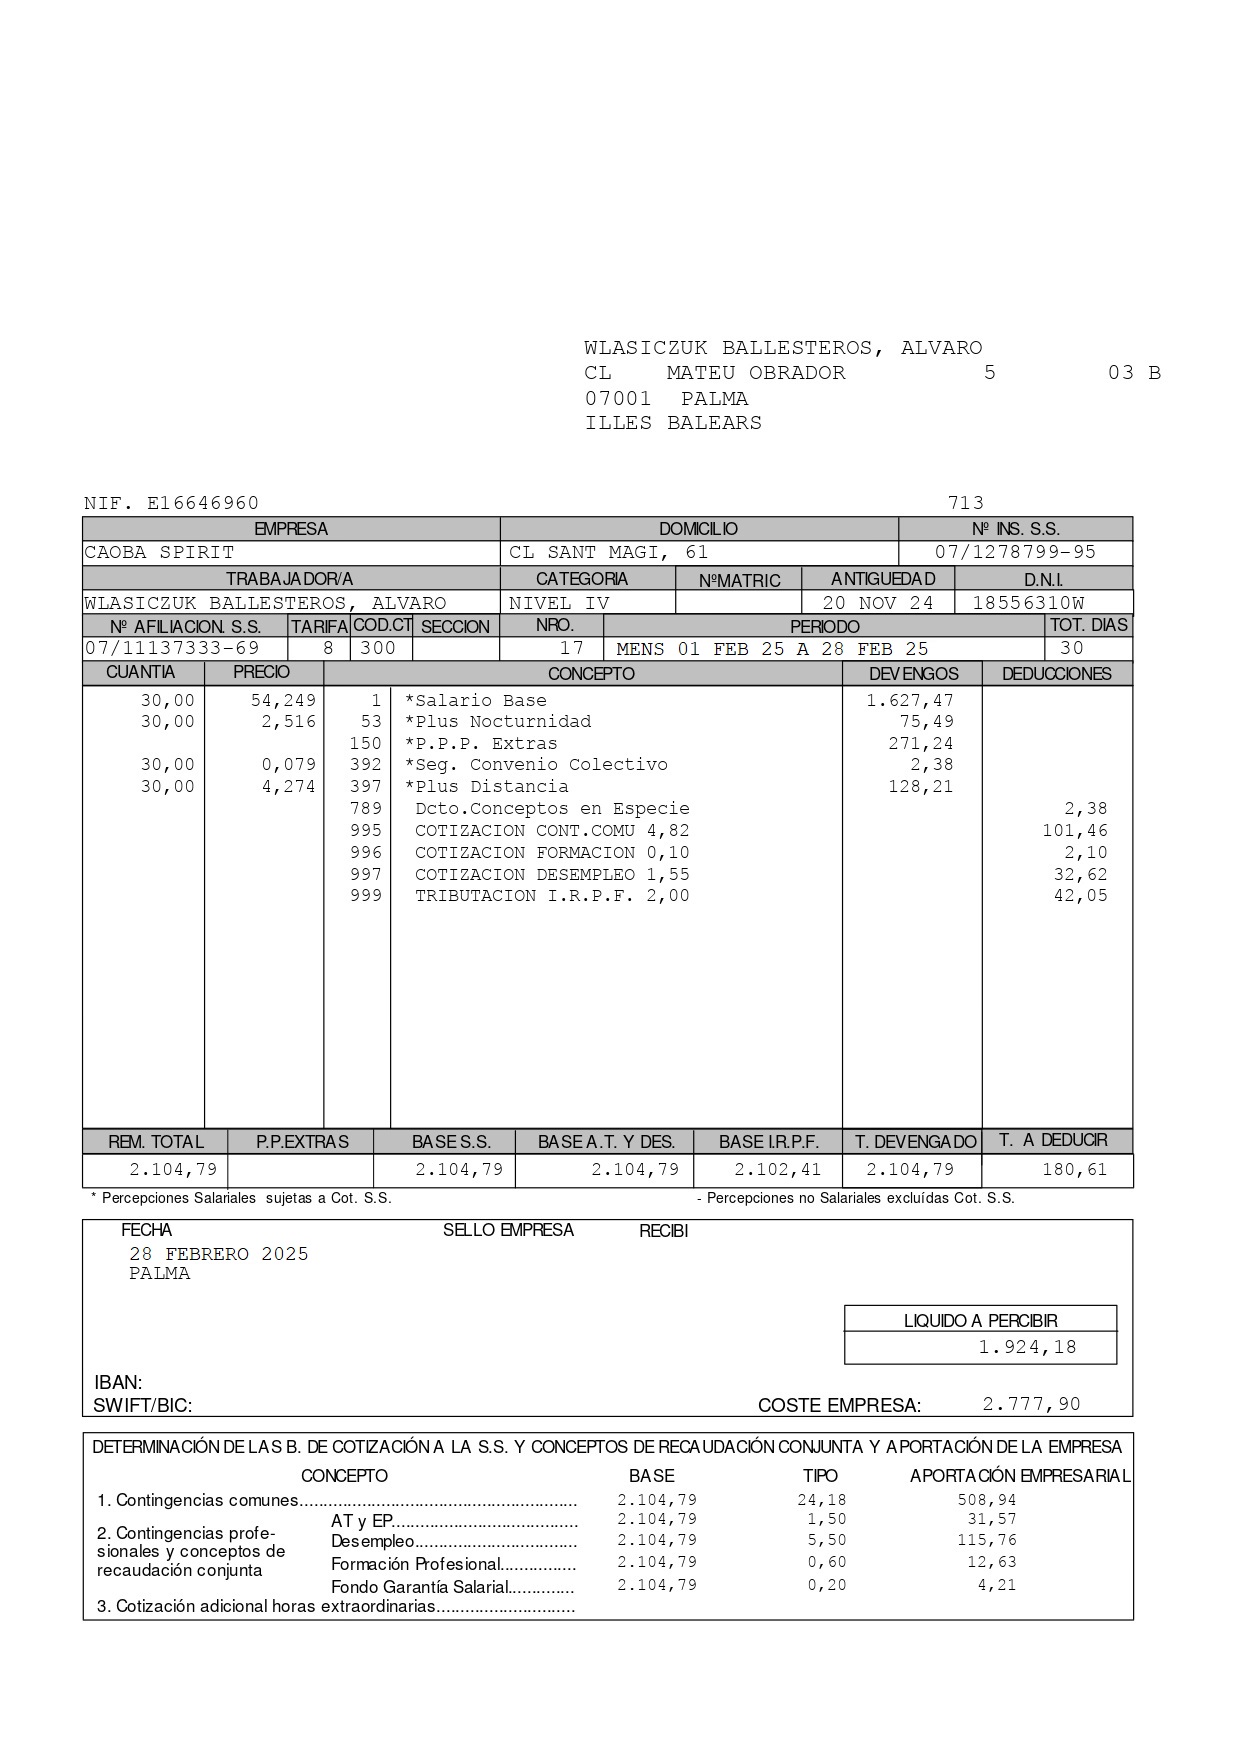 WLASICZUK BALLESTEROS, ALVARO
CL MATEU OBRADOR 5 03 B
07001 PALMA
ILLES BALEARS
NIF. E16646960 713
EMPRESA DOMICILIO Nº INS. S.S.
CAOBA SPIRIT CL SANT MAGI, 61 07/1278799-95
TRABAJADOR/A CATEGORIA NºMATRIC ANTIGUEDAD D.N.I.
WLASICZUK BALLESTEROS, ALVARO NIVEL IV 20 NOV 24 18556310W
Nº AFILIACION. S.S. TARIFA COD.CT SECCION NRO. PERIODO TOT. DIAS
07/11137333-69 8 300 17 MENS 01 FEB 25 A 28 FEB 25 30
CUANTIA PRECIO CONCEPTO DEVENGOS DEDUCCIONES
30,00 54,249 1 *Salario Base 1.627,47
30,00 2,516 53 *Plus Nocturnidad 75,49
150 *P.P.P. Extras 271,24
30,00 0,079 392 *Seg. Convenio Colectivo 2,38
30,00 4,274 397 *Plus Distancia 128,21
789 Dcto.Conceptos en Especie 2,38
995 COTIZACION CONT.COMU 4,82 101,46
996 COTIZACION FORMACION 0,10 2,10
997 COTIZACION DESEMPLEO 1,55 32,62
999 TRIBUTACION I.R.P.F. 2,00 42,05
REM. TOTAL P.P.EXTRAS BASE S.S. BASE A.T. Y DES. BASE I.R.P.F. T. DEVENGADO T. A DEDUCIR
2.104,79 2.104,79 2.104,79 2.102,41 2.104,79 180,61
* Percepciones Salariales sujetas a Cot. S.S. - Percepciones no Salariales excluídas Cot. S.S.
FECHA SELLO EMPRESA RECIBI
28 FEBRERO 2025
PALMA
LIQUIDO A PERCIBIR
1.924,18
IBAN:
SWIFT/BIC: COSTE EMPRESA: 2.777,90
DETERMINACIÓN DE LAS B. DE COTIZACIÓN A LA S.S. Y CONCEPTOS DE RECAUDACIÓN CONJUNTA Y APORTACIÓN DE LA EMPRESA
CONCEPTO BASE TIPO APORTACIÓN EMPRESARIAL
1. Contingencias comunes......................................................... 2.104,79 24,18 508,94
AT y EP....................................... 2.104,79 1,50 31,57
2. Contingencias profe-
Desempleo.................................. 2.104,79 5,50 115,76
sionales y conceptos de
Formación Profesional................ 2.104,79 0,60 12,63
recaudación conjunta
Fondo Garantía Salarial.............. 2.104,79 0,20 4,21
3. Cotización adicional horas extraordinarias.............................